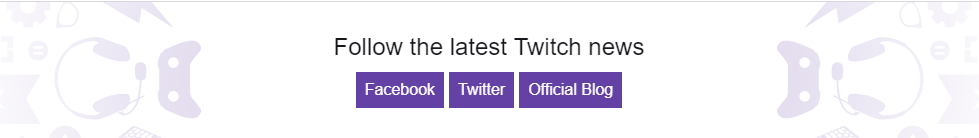 Follow the latest Twitch news
Facebook Twitter Official Blog